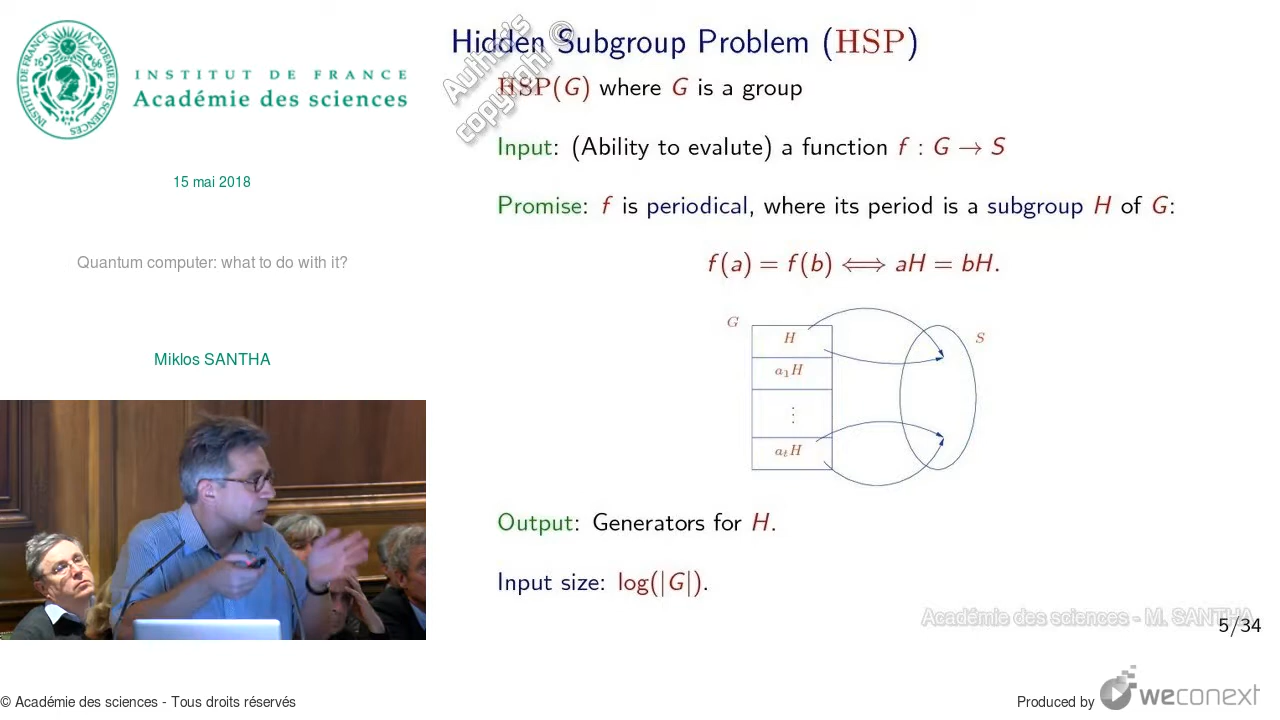 INSTITUT DE FRANCE
Académie des sciences
15 mai 2018
Quantum computer: what to do with it?
Miklos SANTHA
Hidden Subgroup Problem (HSP)
HSP(G) where G is a group
Input: (Ability to evalute) a function f : G → S
Promise: f is periodical, where its period is a subgroup H of G:
f(a) = f(b) ⟺ aH = bH.
G
H
S
a₁H
⋮
aₜH
Output: Generators for H.
Input size: log(|G|).
Author's ©
copyright
Académie des sciences - M. SANTHA
5/34
© Académie des sciences - Tous droits réservés
Produced by weconext